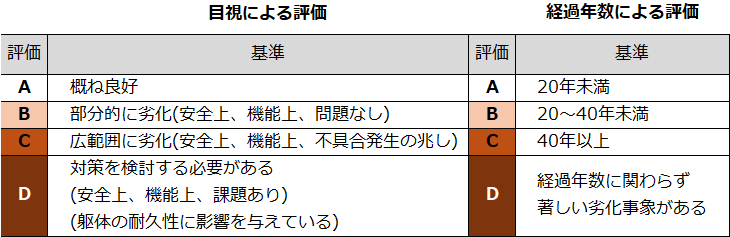 目視による評価
経過年数による評価
評価 基準 評価 基準
A 概ね良好 A 20年未満
B 部分的に劣化(安全上、機能上、問題なし) B 20～40年未満
C 広範囲に劣化(安全上、機能上、不具合発生の兆し) C 40年以上
D 対策を検討する必要がある
(安全上、機能上、課題あり)
(躯体の耐久性に影響を与えている)
D 経過年数に関わらず
著しい劣化事象がある